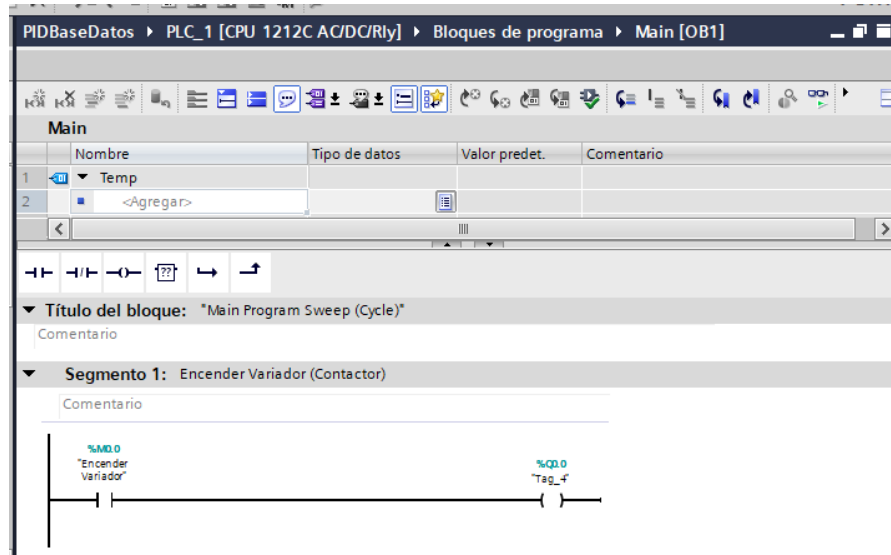 PIDBaseDatos ▸ PLC_1 [CPU 1212C AC/DC/Rly] ▸ Bloques de programa ▸ Main [OB1]
Main
Nombre Tipo de datos Valor predet. Comentario
1 Temp
2 <Agregar>
Título del bloque: "Main Program Sweep (Cycle)"
Comentario
Segmento 1: Encender Variador (Contactor)
Comentario
%M0.0 %Q0.0
"Encender Variador" "Tag_4"